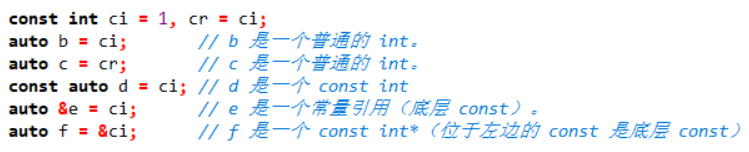 const int ci = 1, cr = ci;
auto b = ci;        // b 是一个普通的 int。
auto c = cr;        // c 是一个普通的 int。
const auto d = ci; // d 是一个 const int
auto &e = ci;       // e 是一个常量引用（底层 const）。
auto f = &ci;       // f 是一个 const int*（位于左边的 const 是底层 const）